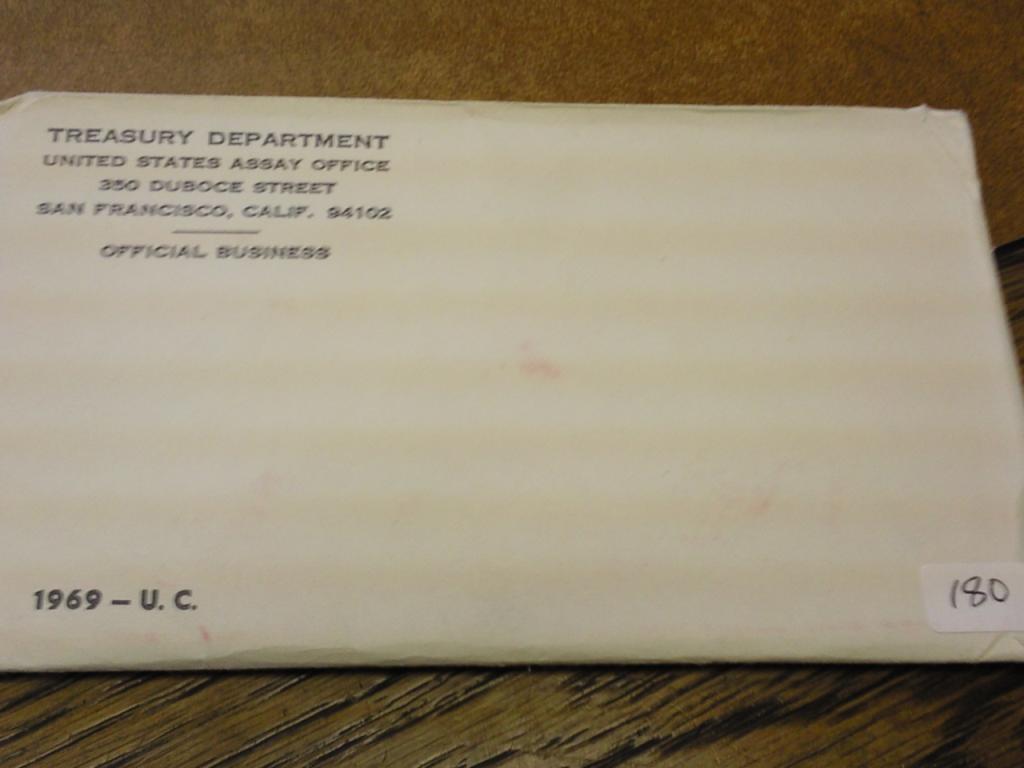 TREASURY DEPARTMENT
UNITED STATES ASSAY OFFICE
350 DUBOCE STREET
SAN FRANCISCO, CALIF. 94102
OFFICIAL BUSINESS
1969 – U. C.
180